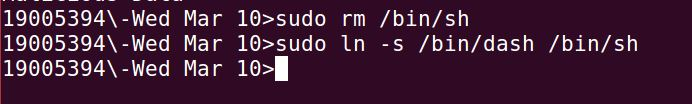 19005394\-Wed Mar 10>sudo rm /bin/sh
19005394\-Wed Mar 10>sudo ln -s /bin/dash /bin/sh
19005394\-Wed Mar 10>